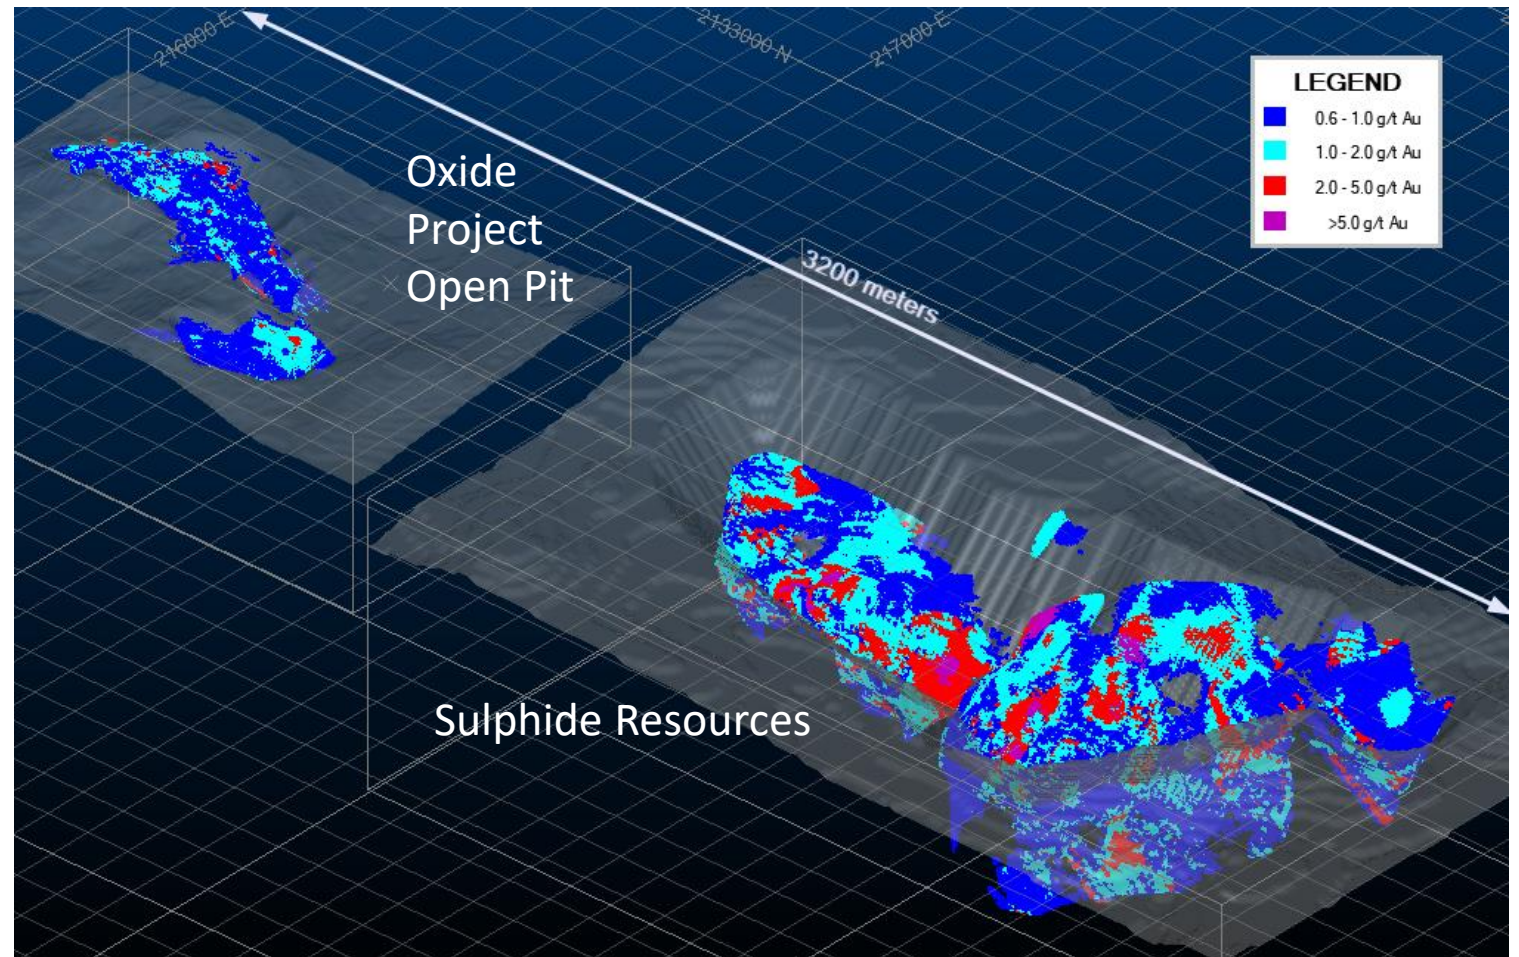 216000 E
2133000 N
217000 E
LEGEND
0.6 - 1.0 g/t Au
1.0 - 2.0 g/t Au
2.0 - 5.0 g/t Au
>5.0 g/t Au
Oxide
Project
Open Pit
3200 meters
Sulphide Resources